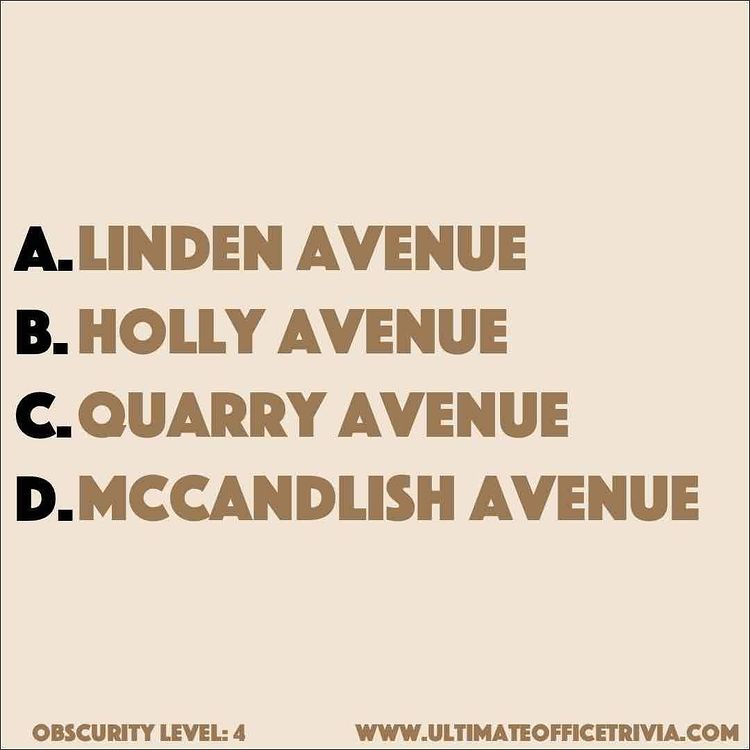 A. LINDEN AVENUE
B. HOLLY AVENUE
C. QUARRY AVENUE
D. MCCANDLISH AVENUE
OBSCURITY LEVEL: 4 WWW.ULTIMATEOFFICETRIVIA.COM